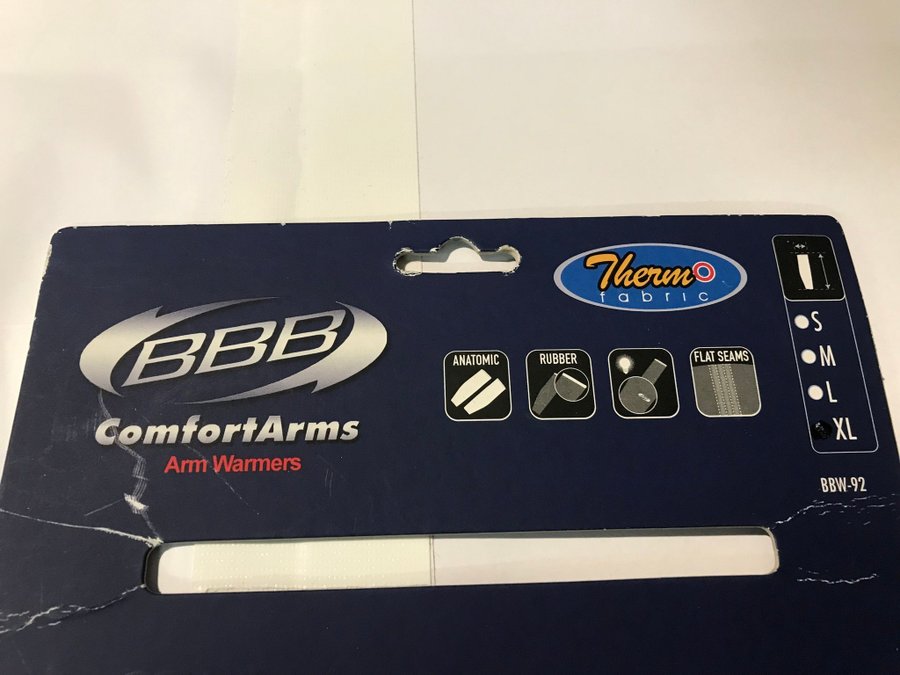 BBB
ComfortArms
Arm Warmers
Thermo
fabric
ANATOMIC
RUBBER
FLAT SEAMS
S
M
L
XL
BBW-92